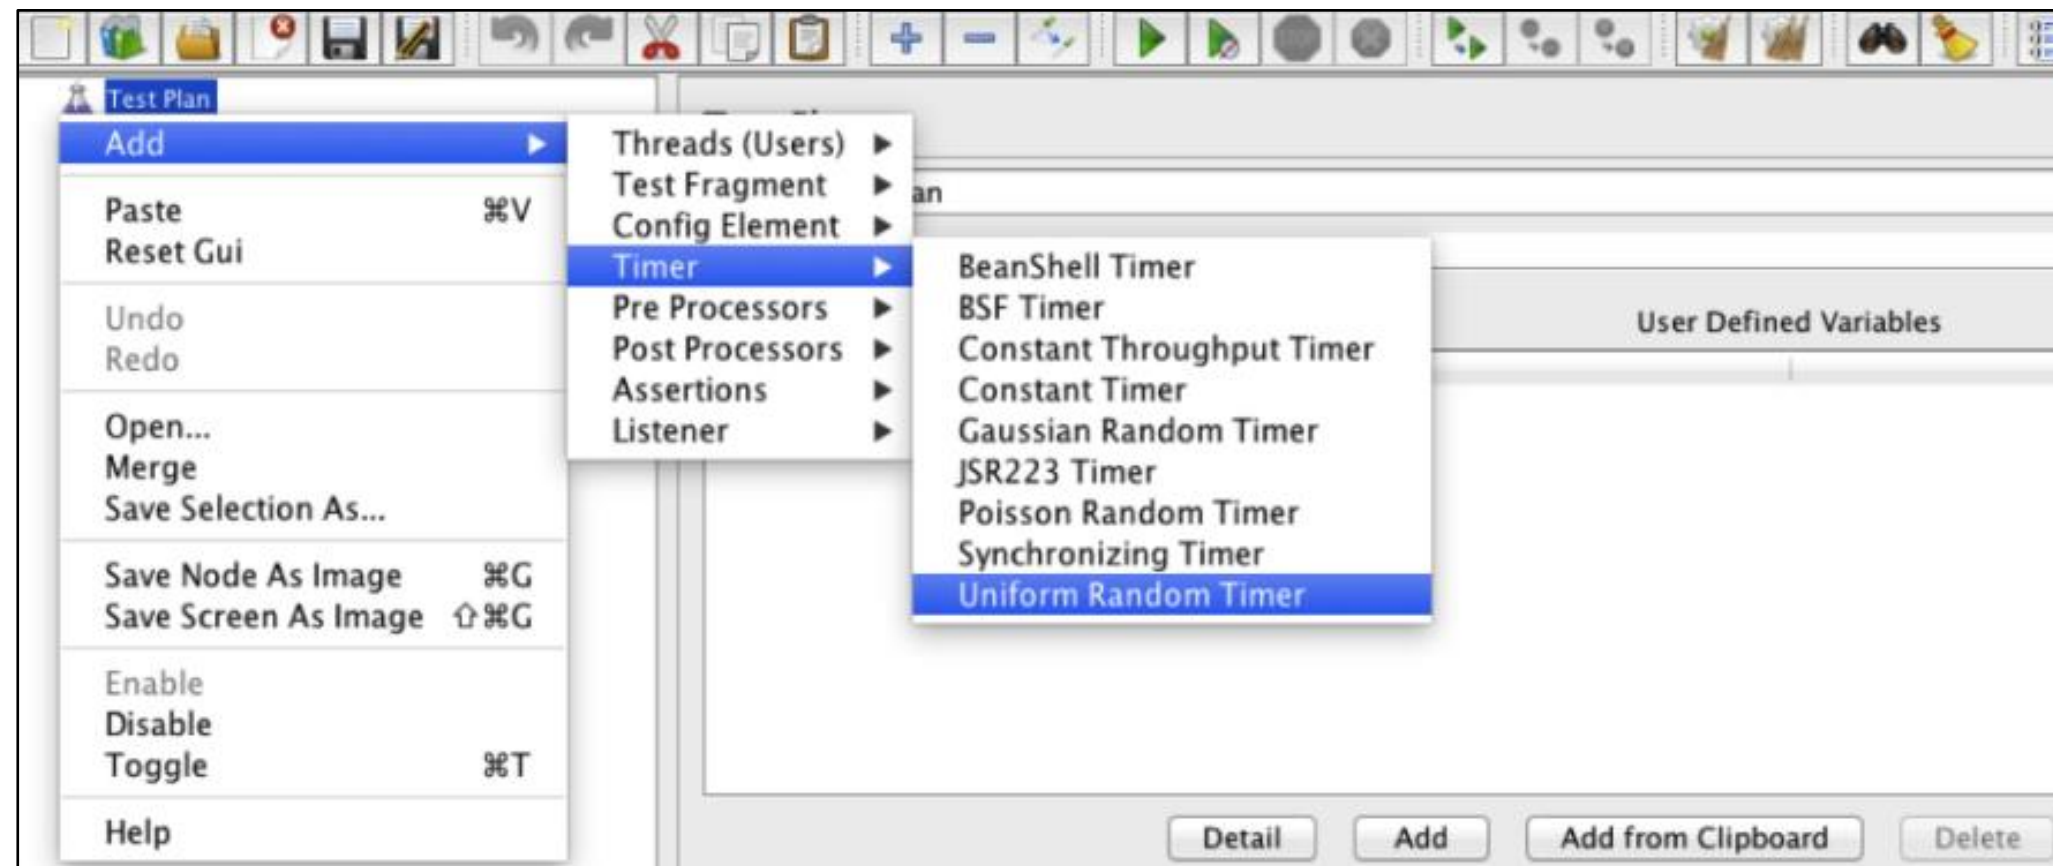 Test Plan
Add
Paste ⌘V
Reset Gui
Undo
Redo
Open...
Merge
Save Selection As...
Save Node As Image ⌘G
Save Screen As Image ⇧⌘G
Enable
Disable
Toggle ⌘T
Help
Threads (Users)
Test Fragment
Config Element
Timer
Pre Processors
Post Processors
Assertions
Listener
BeanShell Timer
BSF Timer
Constant Throughput Timer
Constant Timer
Gaussian Random Timer
JSR223 Timer
Poisson Random Timer
Synchronizing Timer
Uniform Random Timer
an
User Defined Variables
Detail Add Add from Clipboard Delete